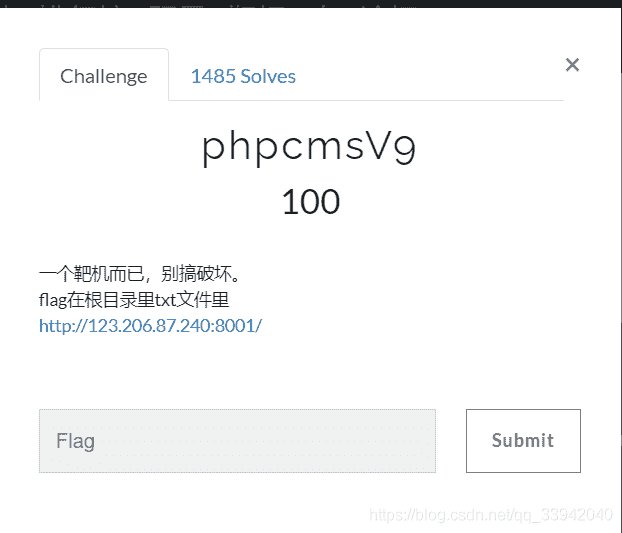 Challenge
1485 Solves
×
phpcmsV9
100
一个靶机而已，别搞破坏。
flag在根目录里txt文件里
http://123.206.87.240:8001/
Flag
Submit
https://blog.csdn.net/qq_33942040